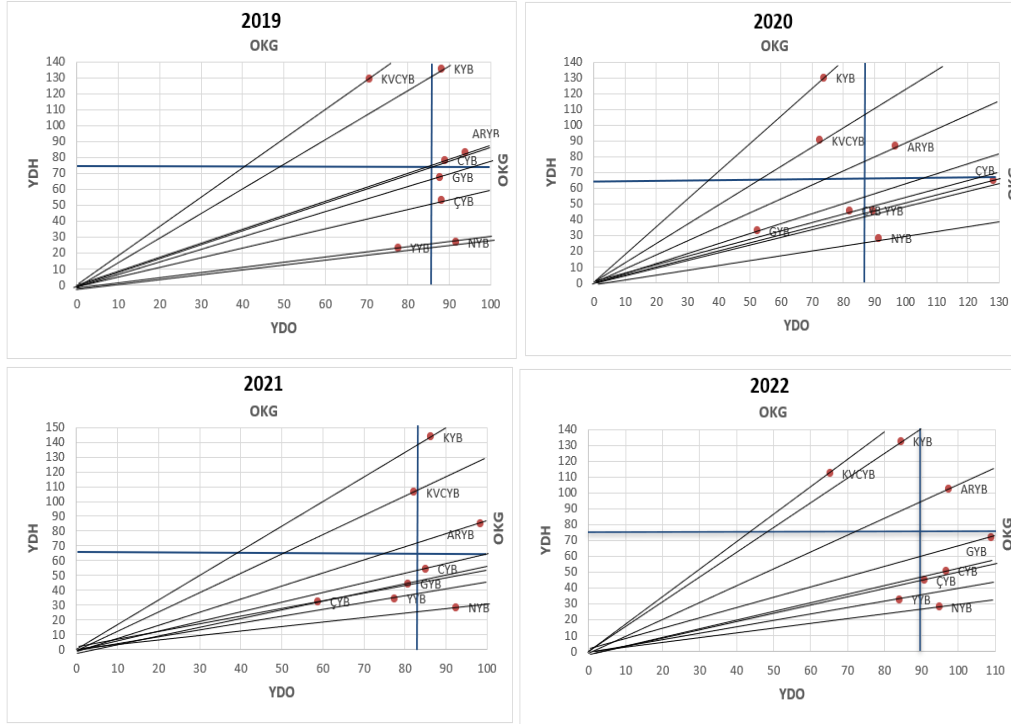 2019
OKG
140
130
120
110
100
90
80
70
60
50
40
30
20
10
0
YDH
KVCYB
KYB
ARYB
CYB
GYB
ÇYB
YYB
NYB
OKG
0 10 20 30 40 50 60 70 80 90 100
YDO
2020
OKG
140
130
120
110
100
90
80
70
60
50
40
30
20
10
0
YDH
KYB
KVCYB
ARYB
CYB
ÇYB YYB
GYB
NYB
OKG
0 10 20 30 40 50 60 70 80 90 100 110 120 130
YDO
2021
OKG
150
140
130
120
110
100
90
80
70
60
50
40
30
20
10
0
YDH
KYB
KVCYB
ARYB
CYB
GYB
ÇYB
YYB
NYB
OKG
0 10 20 30 40 50 60 70 80 90 100
YDO
2022
OKG
140
130
120
110
100
90
80
70
60
50
40
30
20
10
0
YDH
KYB
KVCYB
ARYB
GYB
CYB
ÇYB
YYB
NYB
OKG
0 10 20 30 40 50 60 70 80 90 100 110
YDO